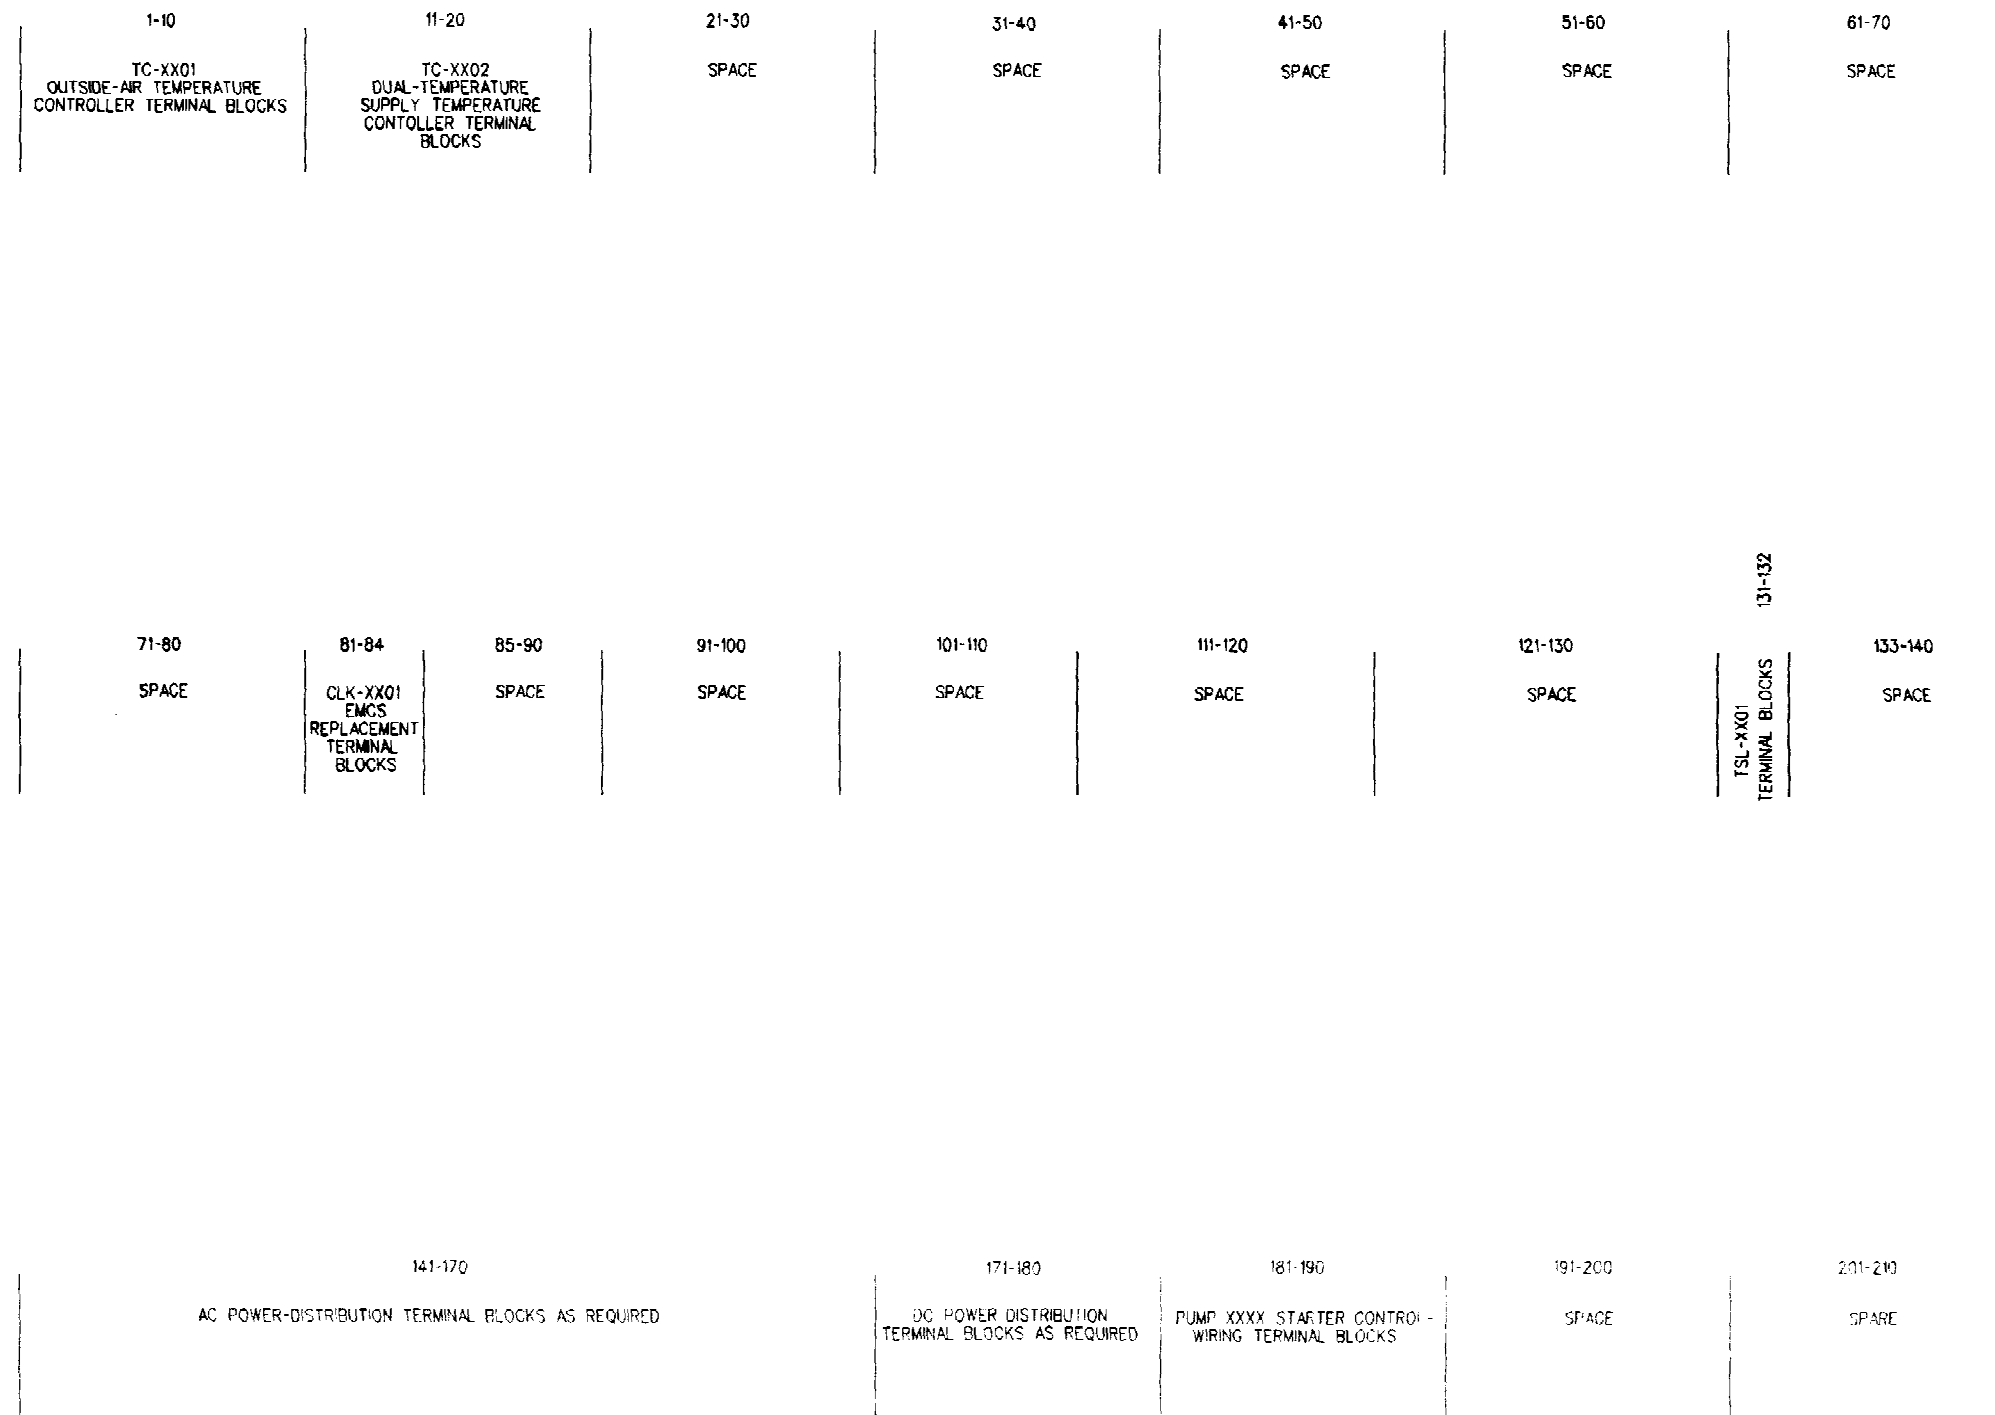 1-10
TC-XX01
OUTSIDE-AIR TEMPERATURE
CONTROLLER TERMINAL BLOCKS
11-20
TC-XX02
DUAL-TEMPERATURE
SUPPLY TEMPERATURE
CONTOLLER TERMINAL
BLOCKS
21-30
SPACE
31-40
SPACE
41-50
SPACE
51-60
SPACE
61-70
SPACE
71-80
SPACE
81-84
CLK-XX01
EMCS
REPLACEMENT
TERMINAL
BLOCKS
85-90
SPACE
91-100
SPACE
101-110
SPACE
111-120
SPACE
121-130
SPACE
131-132
TSL-XX01
TERMINAL BLOCKS
133-140
SPACE
141-170
AC POWER-DISTRIBUTION TERMINAL BLOCKS AS REQUIRED
171-180
DC POWER DISTRIBUTION
TERMINAL BLOCKS AS REQUIRED
181-190
PUMP XXXX STARTER CONTROL-
WIRING TERMINAL BLOCKS
191-200
SPACE
201-210
SPARE